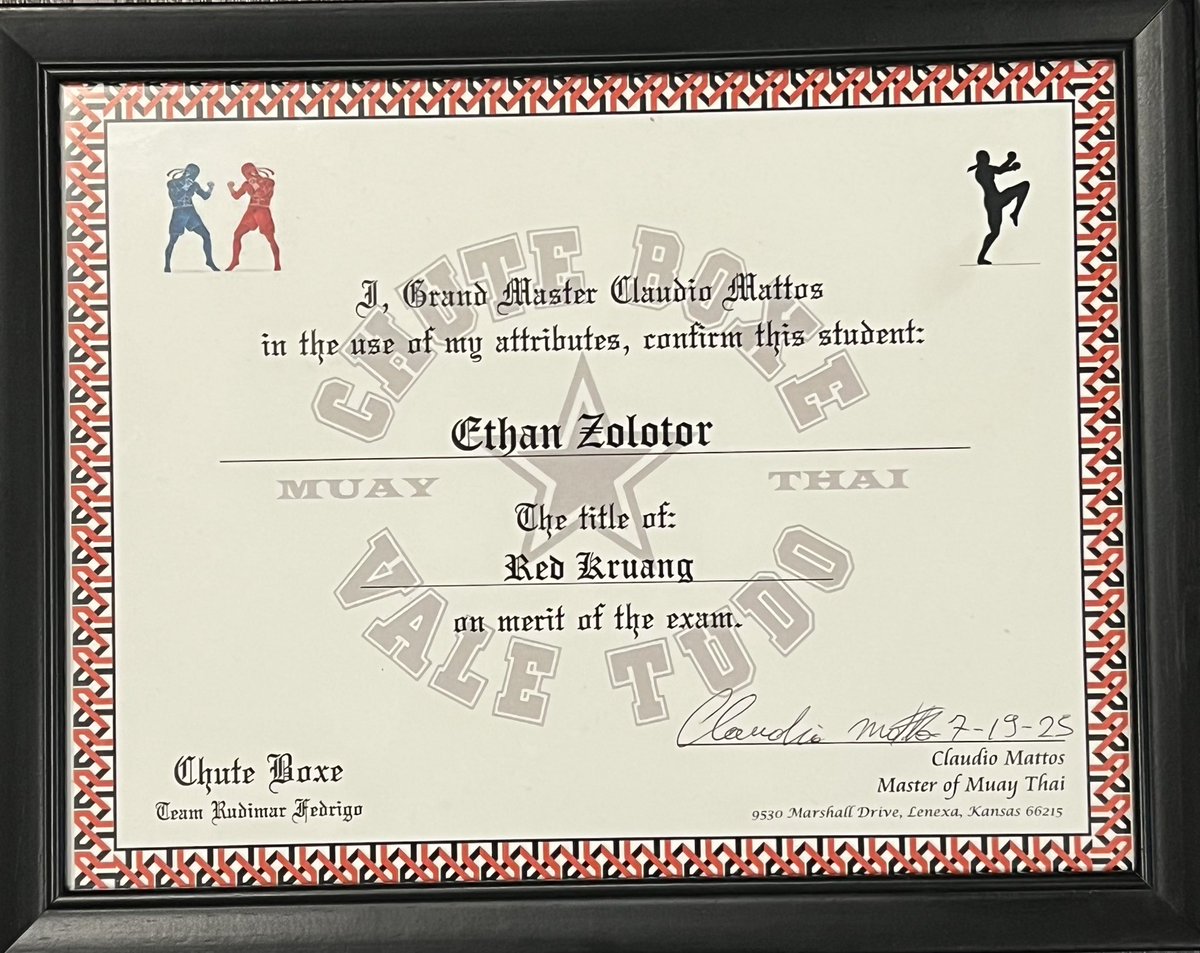 CHUTE BOXE
I, Grand Master Claudio Mattos
in the use of my attributes, confirm this student:
Ethan Zolotor
MUAY THAI
The title of:
Red Kruang
on merit of the exam.
VALE TUDO
Claudio Mattos 7-19-25
Claudio Mattos
Master of Muay Thai
9530 Marshall Drive, Lenexa, Kansas 66215
Chute Boxe
Team Rudimar Fedrigo